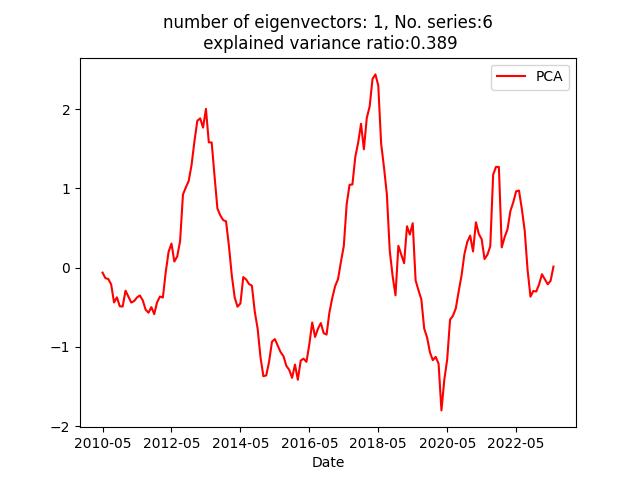 number of eigenvectors: 1, No. series:6
explained variance ratio:0.389
PCA
2
1
0
−1
−2
2010-05 2012-05 2014-05 2016-05 2018-05 2020-05 2022-05
Date